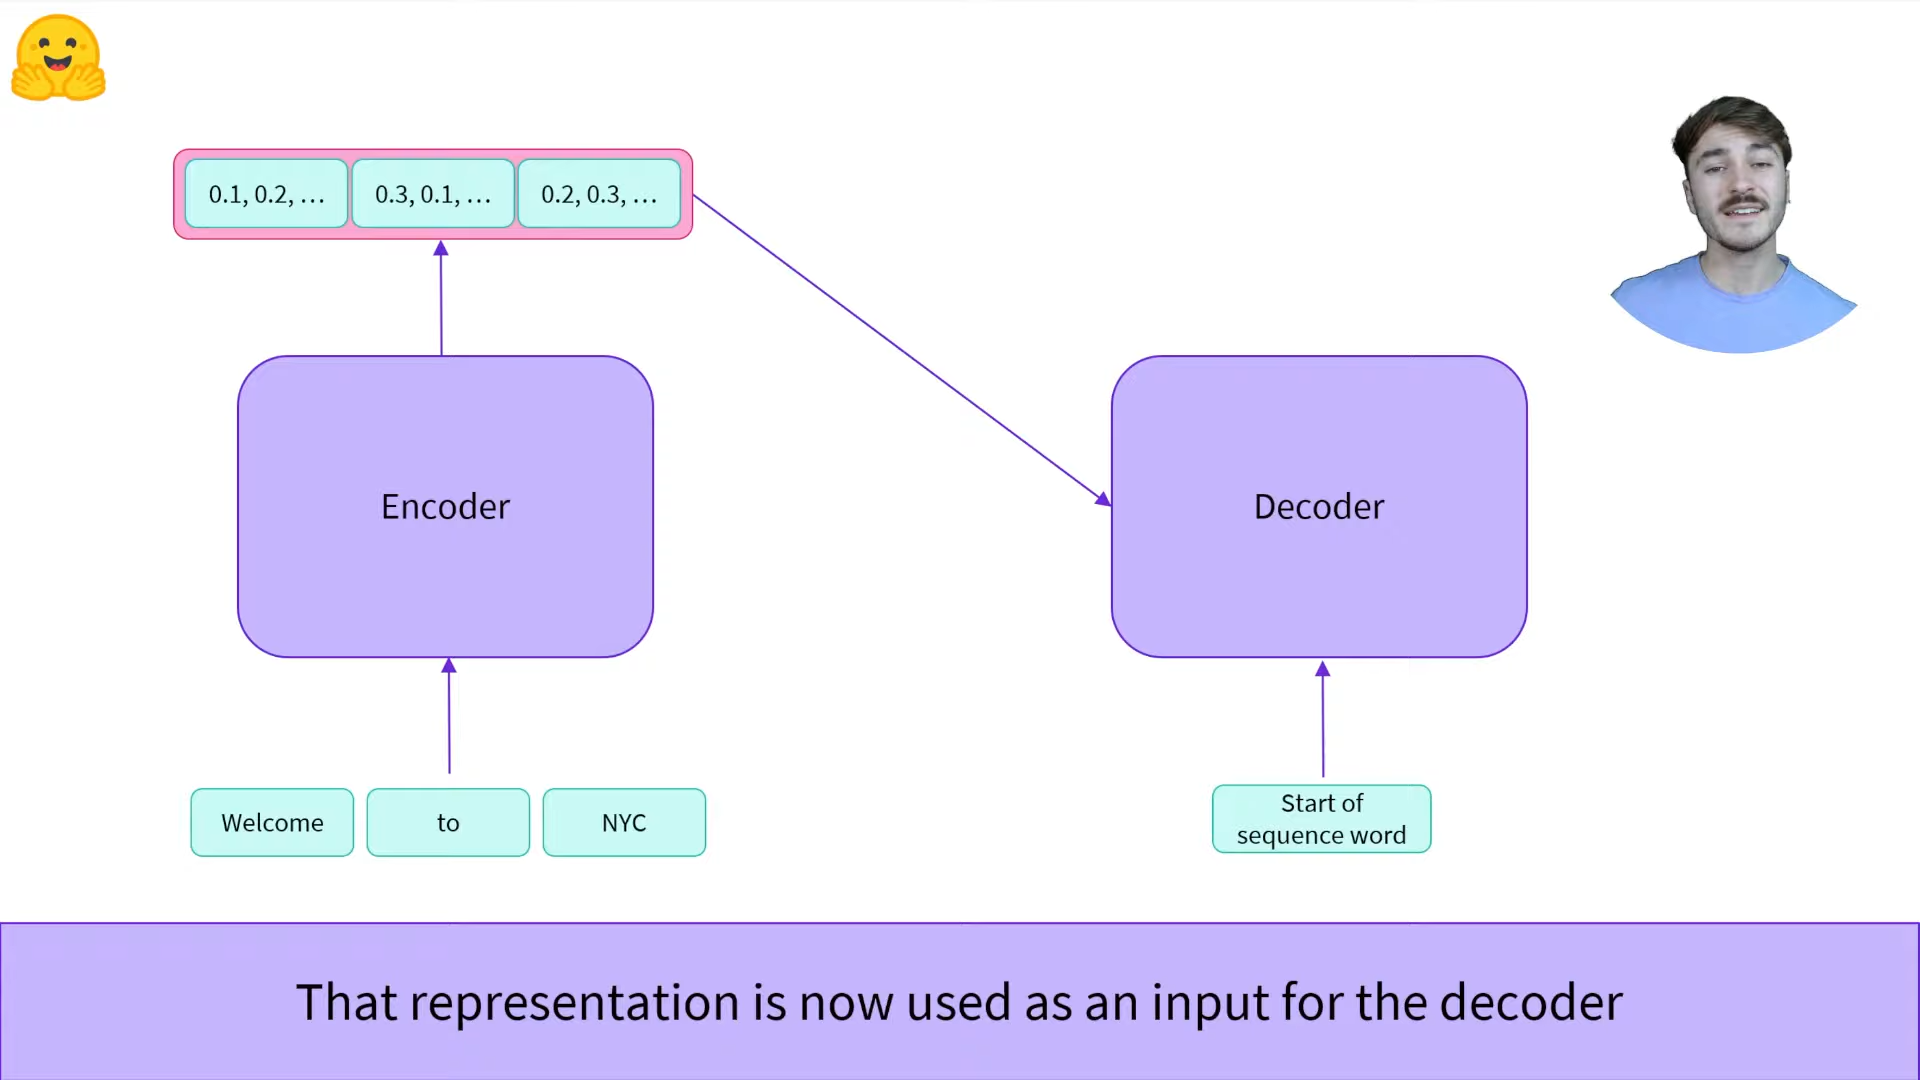 0.1, 0.2, …
0.3, 0.1, …
0.2, 0.3, …
Encoder
Decoder
Welcome
to
NYC
Start of
sequence word
That representation is now used as an input for the decoder